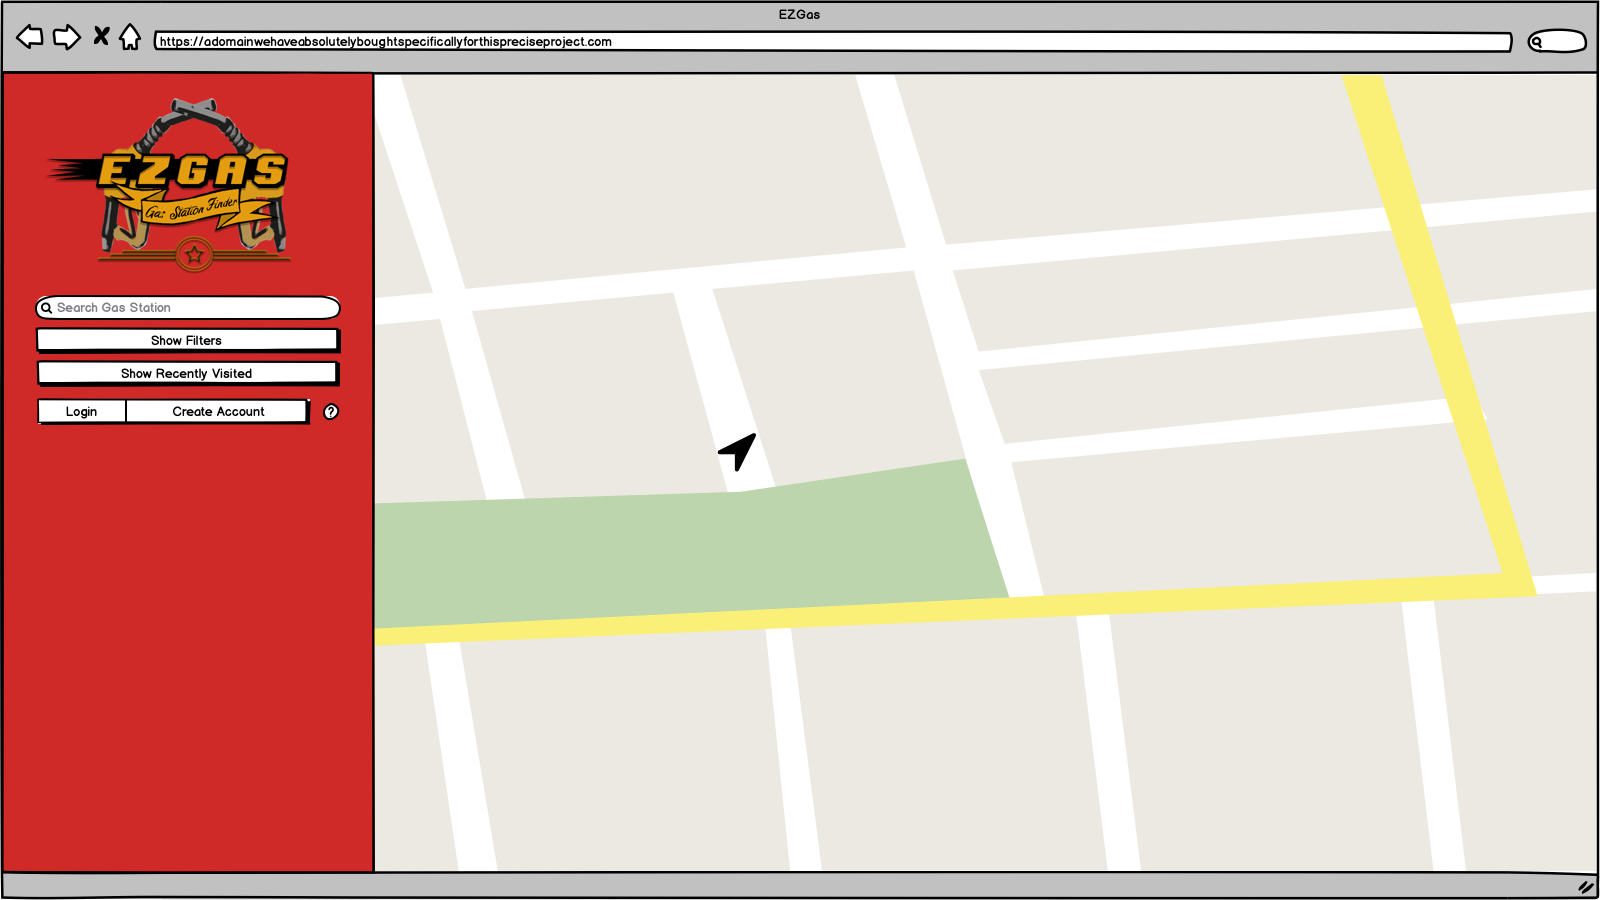 EZGas
https://adomainwehaveabsolutelyboughtspecificallyforthispreciseproject.com
EZGAS
Gas Station Finder
Search Gas Station
Show Filters
Show Recently Visited
Login Create Account ?